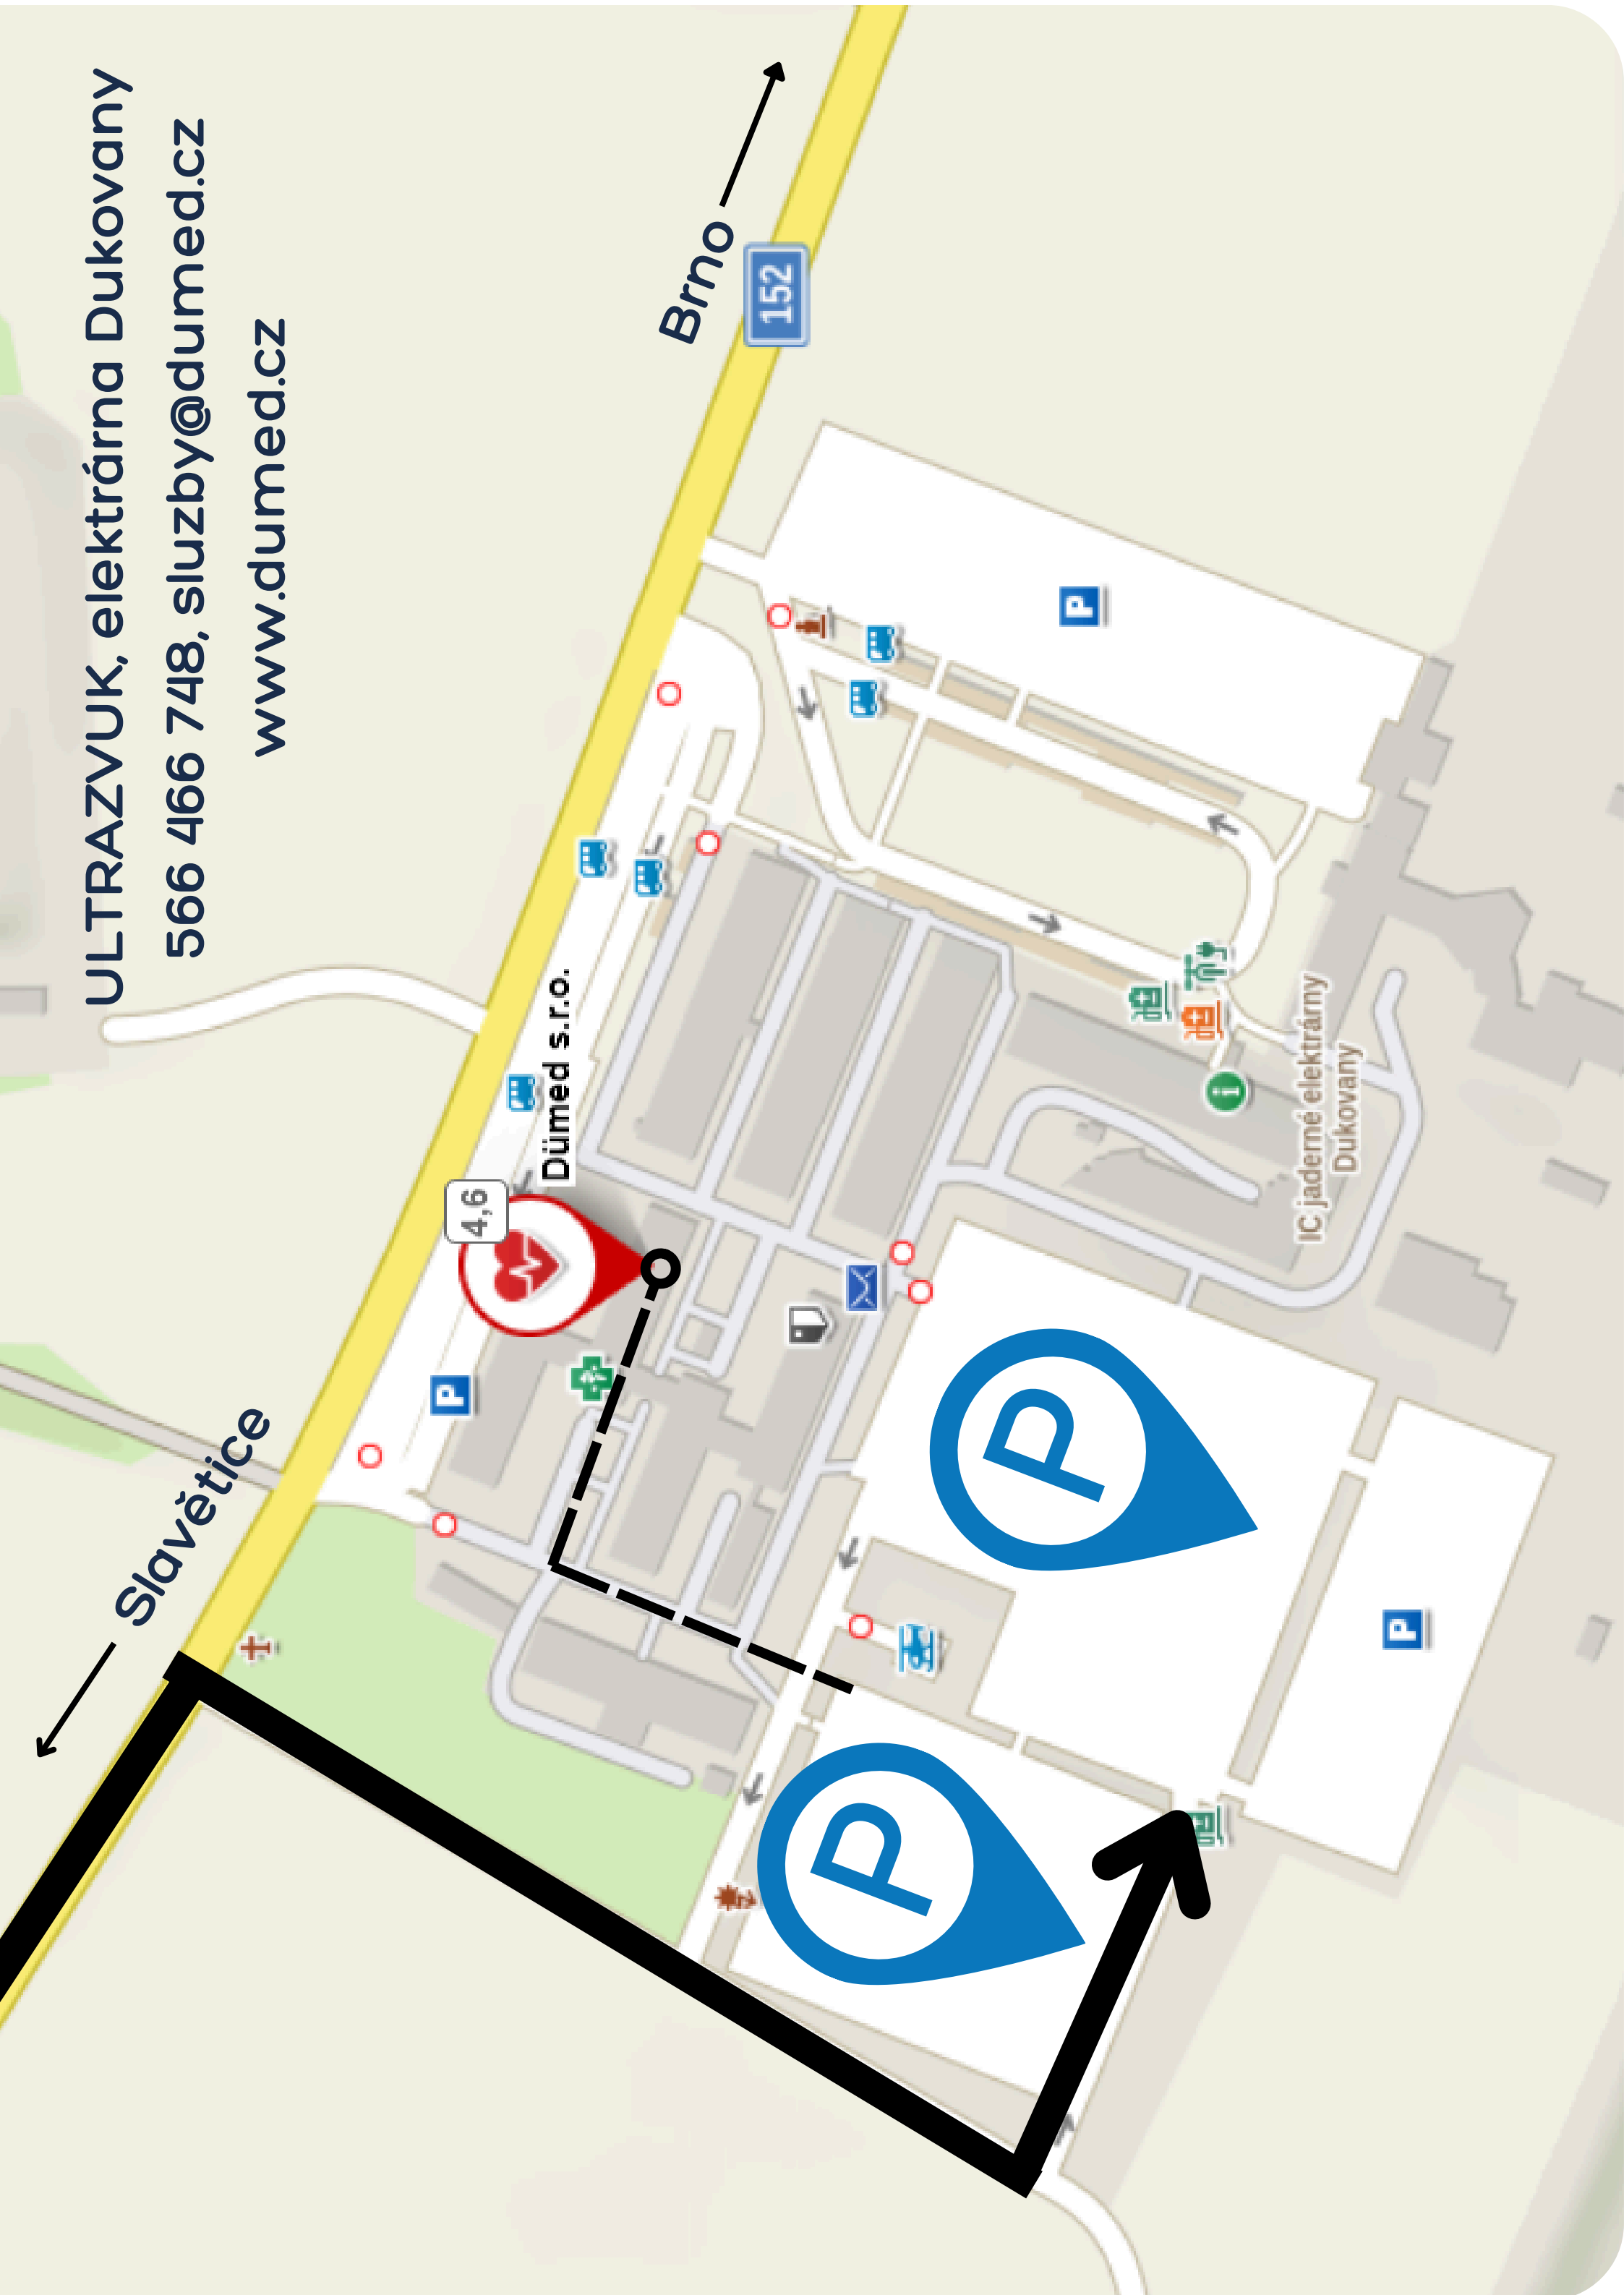 ULTRAZVUK, elektrárna Dukovany
566 466 748, sluzby@dumed.cz
www.dumed.cz
Slavětice
Brno
152
4,6
Dümed s.r.o.
P
P
P
P
P
IC jaderné elektrárny
Dukovany